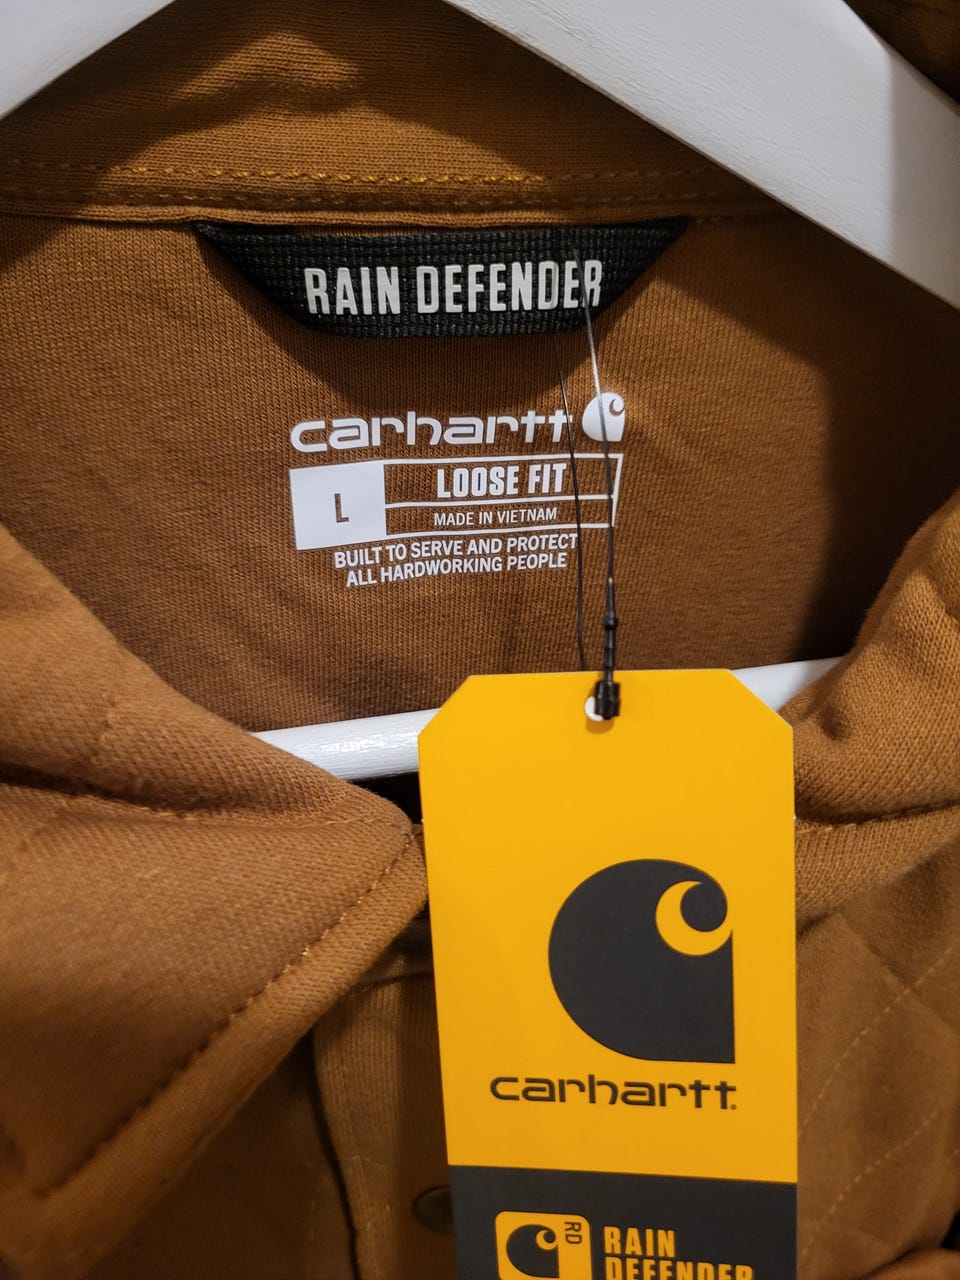 RAIN DEFENDER
carhartt
L
LOOSE FIT
MADE IN VIETNAM
BUILT TO SERVE AND PROTECT
ALL HARDWORKING PEOPLE
carhartt.
RD
RAIN
DEFENDER